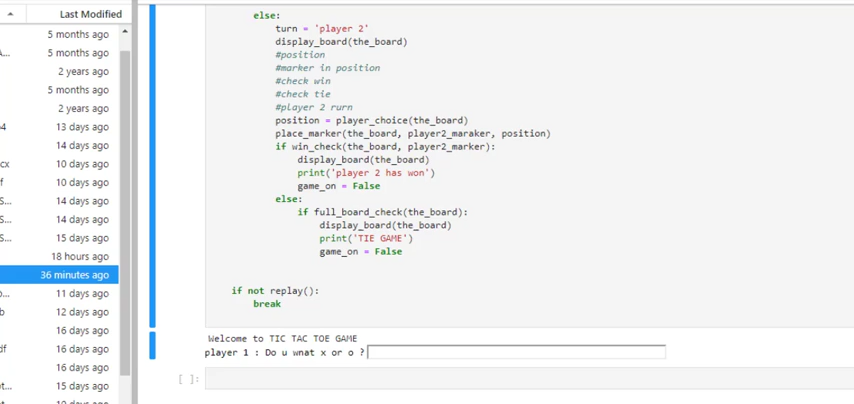 Last Modified
5 months ago
5 months ago
2 years ago
5 months ago
2 years ago
13 days ago
14 days ago
cx 10 days ago
f 10 days ago
S... 14 days ago
S... 14 days ago
S... 15 days ago
18 hours ago
36 minutes ago
o... 11 days ago
b 12 days ago
16 days ago
df 16 days ago
16 days ago
t... 15 days ago
10 days ago
else:
turn = 'player 2'
display_board(the_board)
#position
#marker in position
#check win
#check tie
#player 2 rurn
position = player_choice(the_board)
place_marker(the_board, player2_maraker, position)
if win_check(the_board, player2_marker):
display_board(the_board)
print('player 2 has won')
game_on = False
else:
if full_board_check(the_board):
display_board(the_board)
print('TIE GAME')
game_on = False
if not replay():
break
Welcome to TIC TAC TOE GAME
player 1 : Do u wnat x or o ?
[ ]: